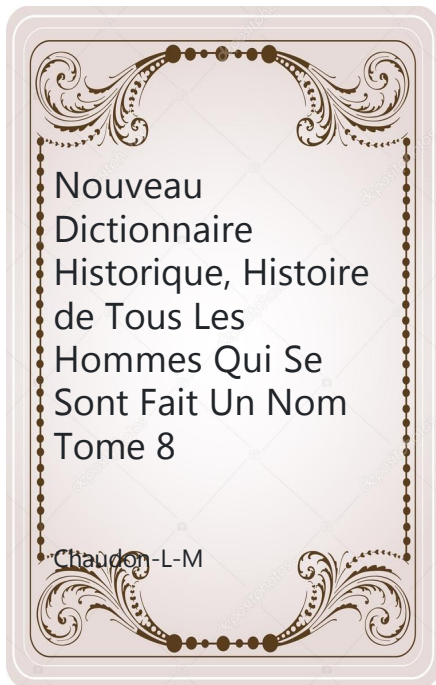 Nouveau
Dictionnaire
Historique, Histoire
de Tous Les
Hommes Qui Se
Sont Fait Un Nom
Tome 8
Chaudon-L-M